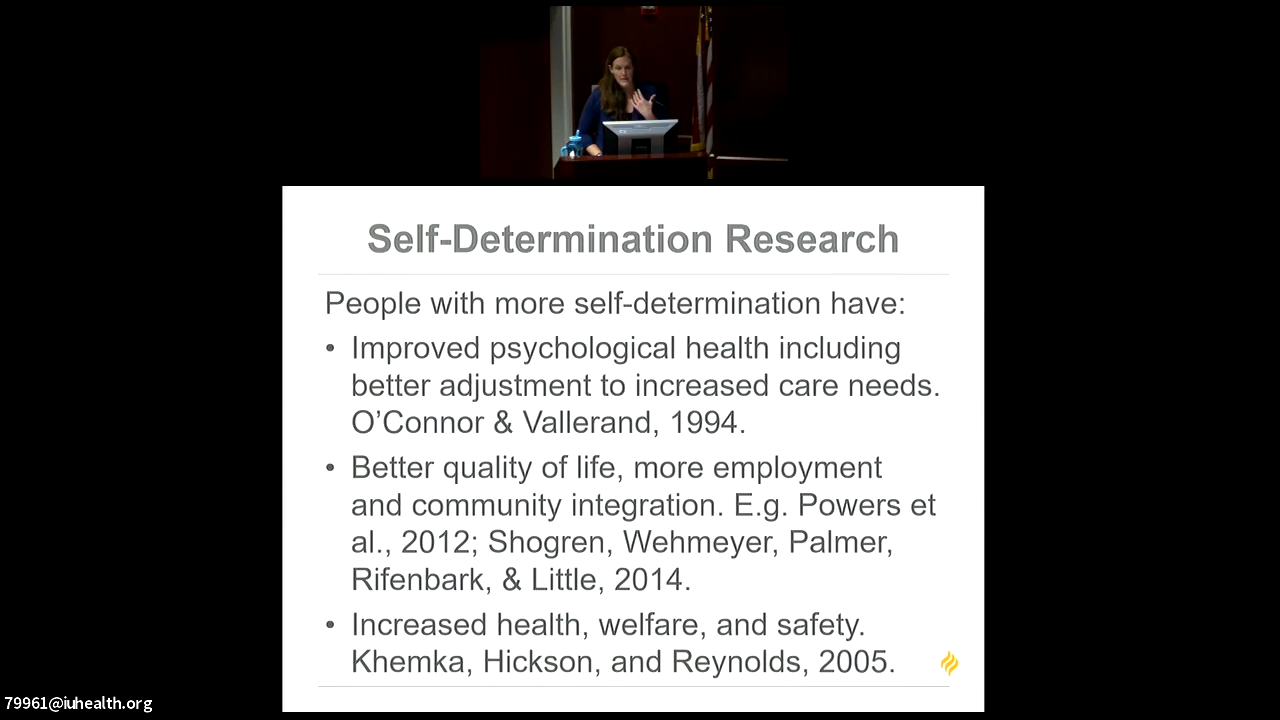 Self-Determination Research
People with more self-determination have:
• Improved psychological health including
better adjustment to increased care needs.
O’Connor & Vallerand, 1994.
• Better quality of life, more employment
and community integration. E.g. Powers et
al., 2012; Shogren, Wehmeyer, Palmer,
Rifenbark, & Little, 2014.
• Increased health, welfare, and safety.
Khemka, Hickson, and Reynolds, 2005.
79961@iuhealth.org